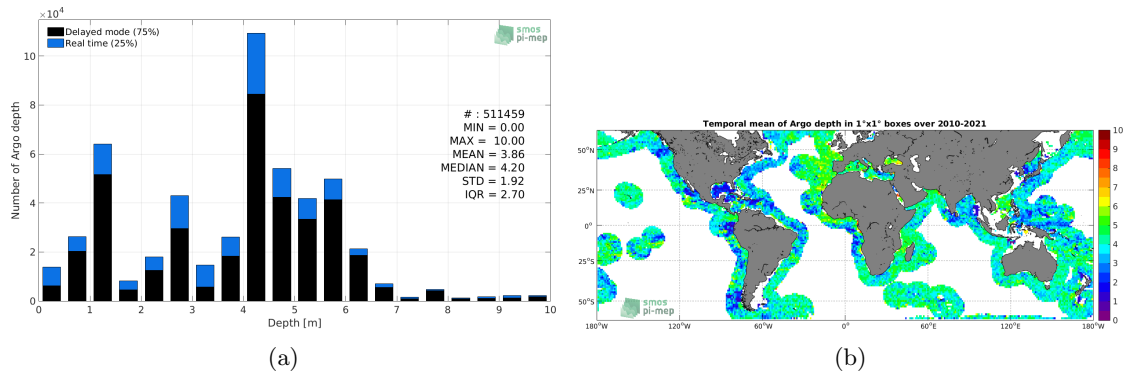 ×10⁴
Delayed mode (75%)
Real time (25%)
smos
pi-mep
10
8
6
4
2
0
Number of Argo depth
# : 511459
MIN = 0.00
MAX = 10.00
MEAN = 3.86
MEDIAN = 4.20
STD = 1.92
IQR = 2.70
0 1 2 3 4 5 6 7 8 9 10
Depth [m]
(a)
Temporal mean of Argo depth in 1°x1° boxes over 2010-2021
50°N
25°N
0°
25°S
50°S
smos
pi-mep
180°W 120°W 60°W 0° 60°E 120°E 180°W
10
9
8
7
6
5
4
3
2
1
0
(b)